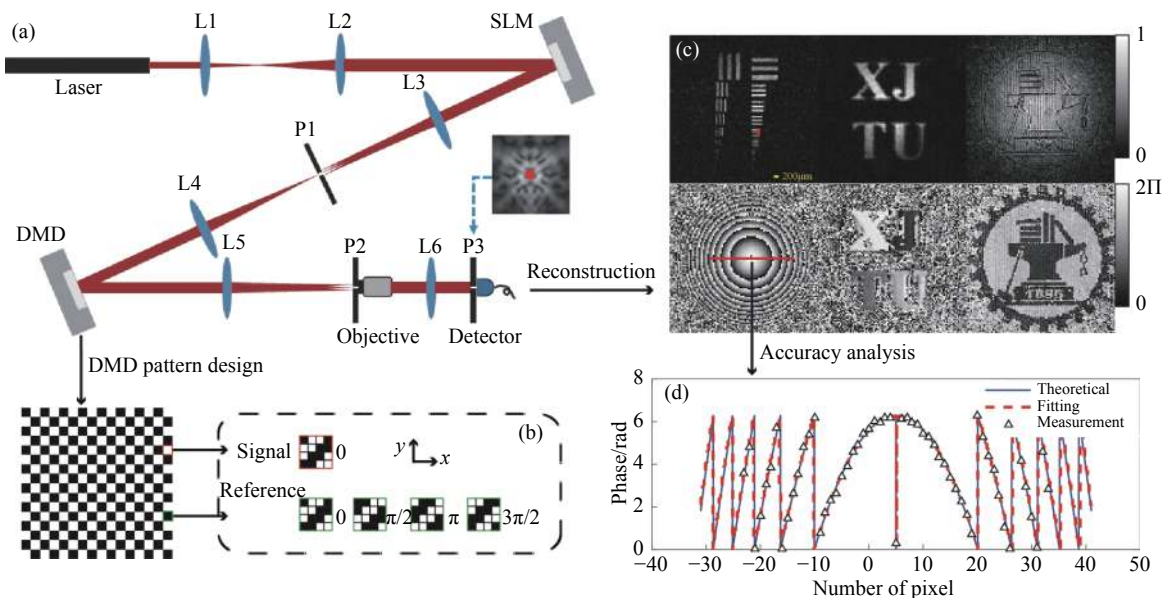 (a)
L1
L2
SLM
Laser
L3
P1
L4
DMD
L5
P2
L6
P3
Objective
Detector
Reconstruction
DMD pattern design
(b)
Signal
0
y
x
Reference
0
π/2
π
3π/2
(c)
1
0
XJ
TU
200μm
2Π
0
XJ
TU
1896
Accuracy analysis
(d)
Theoretical
Fitting
Measurement
Phase/rad
8
6
4
2
0
−40 −30 −20 −10 0 10 20 30 40 50
Number of pixel